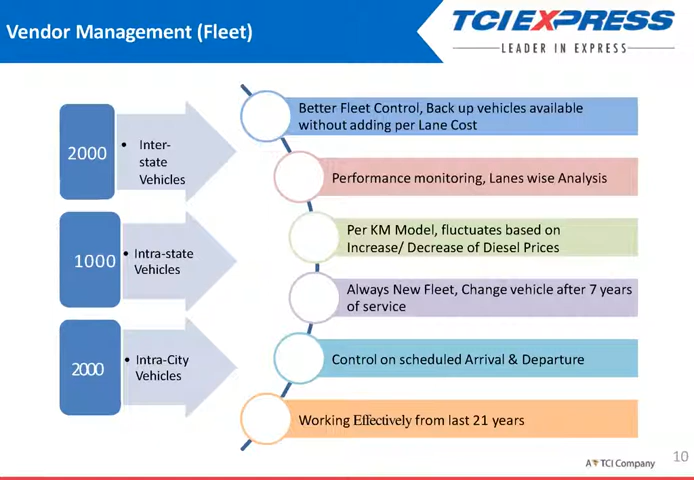 Vendor Management (Fleet)
TCIEXPRESS
LEADER IN EXPRESS
2000
• Inter-
state
Vehicles
1000
• Intra-state
Vehicles
2000
• Intra-City
Vehicles
Better Fleet Control, Back up vehicles available
without adding per Lane Cost
Performance monitoring, Lanes wise Analysis
Per KM Model, fluctuates based on
Increase/ Decrease of Diesel Prices
Always New Fleet, Change vehicle after 7 years
of service
Control on scheduled Arrival & Departure
Working Effectively from last 21 years
A TCI Company
10